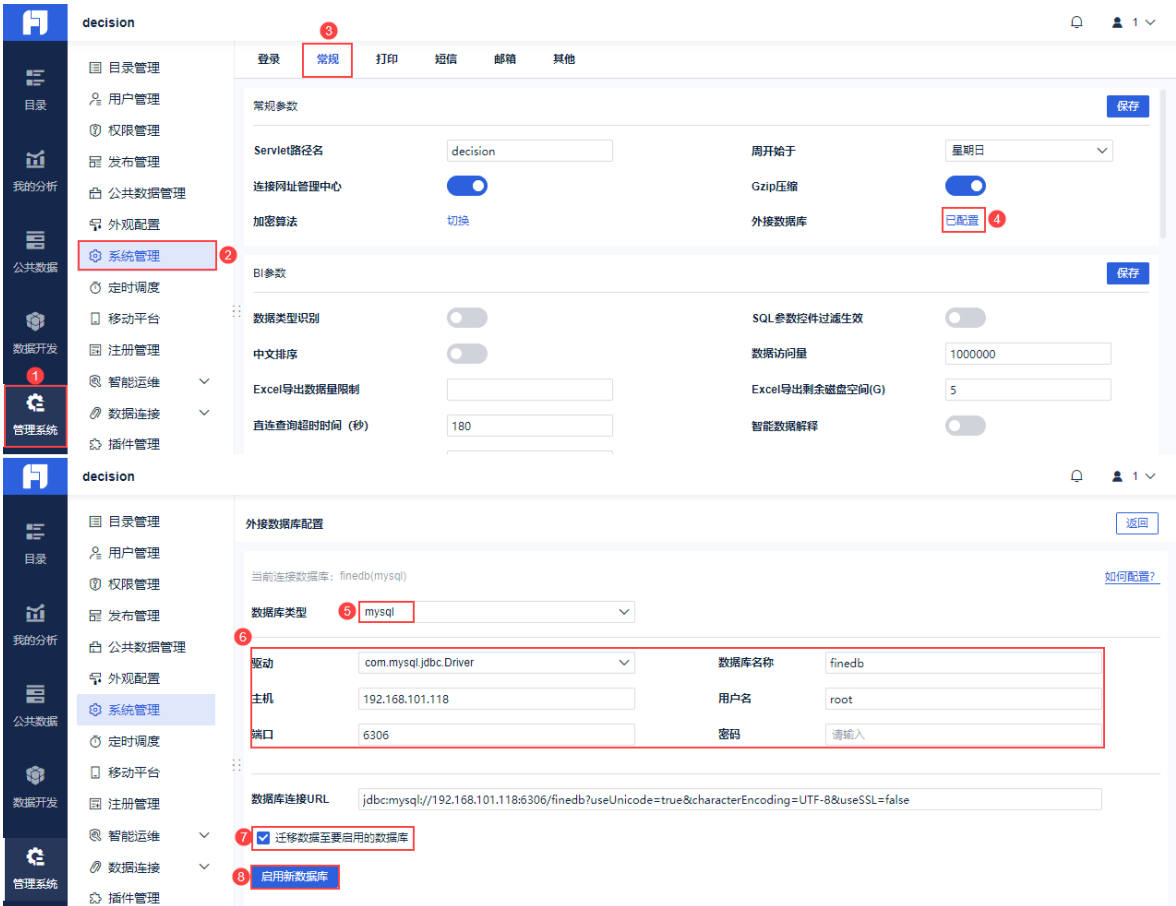 decision
1
目录
我的分析
公共数据
数据开发
1
管理系统
目录管理
用户管理
权限管理
发布管理
公共数据管理
外观配置
系统管理
2
定时调度
移动平台
注册管理
智能运维
数据连接
插件管理
3
登录 常规 打印 短信 邮箱 其他
常规参数 保存
Servlet路径名 decision 周开始于 星期日
连接网址管理中心 Gzip压缩
加密算法 切换 外接数据库 已配置 4
BI参数 保存
数据类型识别 SQL参数控件过滤生效
中文排序 数据访问量 1000000
Excel导出数据量限制 Excel导出剩余磁盘空间(G) 5
直连查询超时时间（秒） 180 智能数据解释
decision
1
目录
我的分析
公共数据
数据开发
管理系统
目录管理
用户管理
权限管理
发布管理
公共数据管理
外观配置
系统管理
定时调度
移动平台
注册管理
智能运维
数据连接
插件管理
外接数据库配置 返回
当前连接数据库：finedb(mysql) 如何配置?
数据库类型 5 mysql
6
驱动 com.mysql.jdbc.Driver 数据库名称 finedb
主机 192.168.101.118 用户名 root
端口 6306 密码 请输入
数据库连接URL jdbc:mysql://192.168.101.118:6306/finedb?useUnicode=true&characterEncoding=UTF-8&useSSL=false
7 迁移数据至要启用的数据库
8 启用新数据库